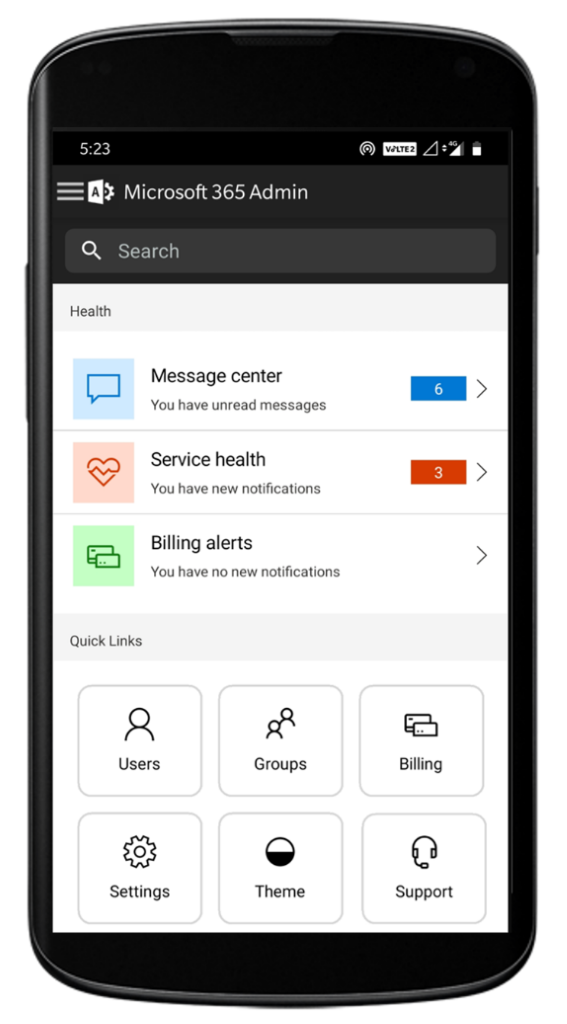 5:23
VoLTE2 4G
A Microsoft 365 Admin
Search
Health
Message center
6
You have unread messages
Service health
3
You have new notifications
Billing alerts
You have no new notifications
Quick Links
Users Groups Billing
Settings Theme Support